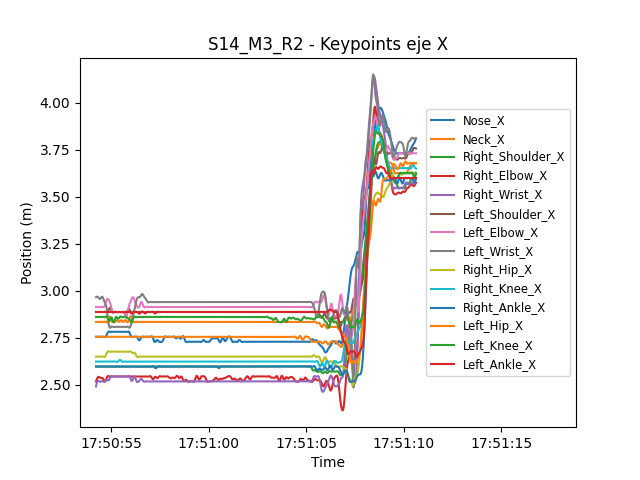 S14_M3_R2 - Keypoints eje X
Position (m)
4.00
3.75
3.50
3.25
3.00
2.75
2.50
17:50:55
17:51:00
17:51:05
17:51:10
17:51:15
Time
Nose_X
Neck_X
Right_Shoulder_X
Right_Elbow_X
Right_Wrist_X
Left_Shoulder_X
Left_Elbow_X
Left_Wrist_X
Right_Hip_X
Right_Knee_X
Right_Ankle_X
Left_Hip_X
Left_Knee_X
Left_Ankle_X